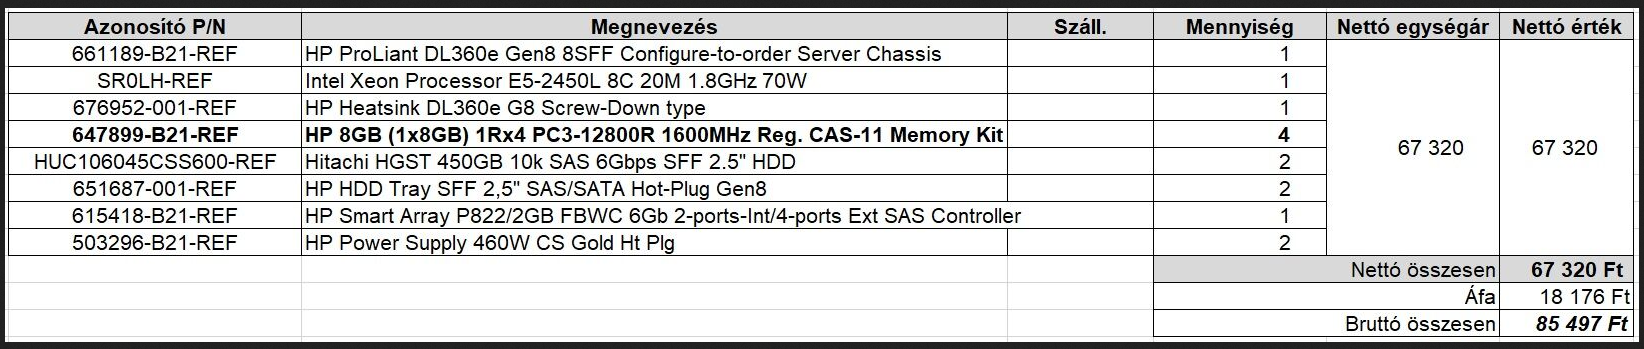 Azonosító P/N Megnevezés Száll. Mennyiség Nettó egységár Nettó érték
661189-B21-REF HP ProLiant DL360e Gen8 8SFF Configure-to-order Server Chassis 1
SR0LH-REF Intel Xeon Processor E5-2450L 8C 20M 1.8GHz 70W 1
676952-001-REF HP Heatsink DL360e G8 Screw-Down type 1
647899-B21-REF HP 8GB (1x8GB) 1Rx4 PC3-12800R 1600MHz Reg. CAS-11 Memory Kit 4 67 320 67 320
HUC106045CSS600-REF Hitachi HGST 450GB 10k SAS 6Gbps SFF 2.5" HDD 2
651687-001-REF HP HDD Tray SFF 2,5" SAS/SATA Hot-Plug Gen8 2
615418-B21-REF HP Smart Array P822/2GB FBWC 6Gb 2-ports-Int/4-ports Ext SAS Controller 1
503296-B21-REF HP Power Supply 460W CS Gold Ht Plg 2
Nettó összesen 67 320 Ft
Áfa 18 176 Ft
Bruttó összesen 85 497 Ft